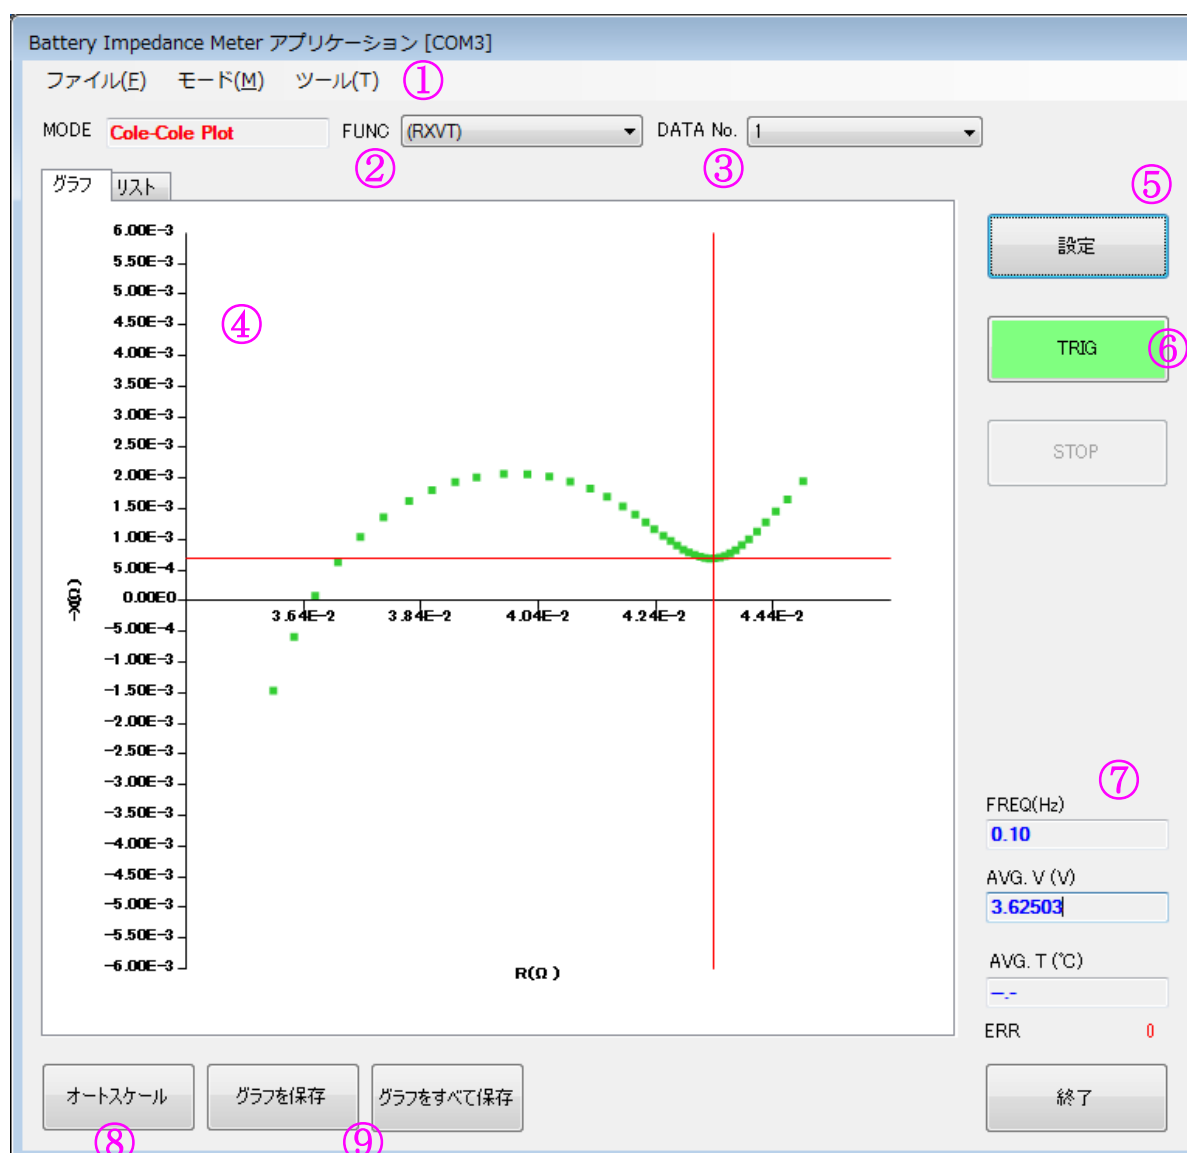 Battery Impedance Meter アプリケーション [COM3]
ファイル(F) モード(M) ツール(T) ①
MODE Cole-Cole Plot FUNC (RXVT) DATA No. 1
② ③
グラフ リスト
⑤
設定
④
⑥
TRIG
STOP
6.00E-3
5.50E-3
5.00E-3
4.50E-3
4.00E-3
3.50E-3
3.00E-3
2.50E-3
2.00E-3
1.50E-3
1.00E-3
5.00E-4
0.00E0
-5.00E-4
-1.00E-3
-1.50E-3
-2.00E-3
-2.50E-3
-3.00E-3
-3.50E-3
-4.00E-3
-4.50E-3
-5.00E-3
-5.50E-3
-6.00E-3
-X(Ω)
3.64E-2 3.84E-2 4.04E-2 4.24E-2 4.44E-2
R(Ω)
⑦
FREQ(Hz)
0.10
AVG. V (V)
3.62503
AVG. T (℃)
--.-
ERR 0
オートスケール グラフを保存 グラフをすべて保存 終了
⑧ ⑨